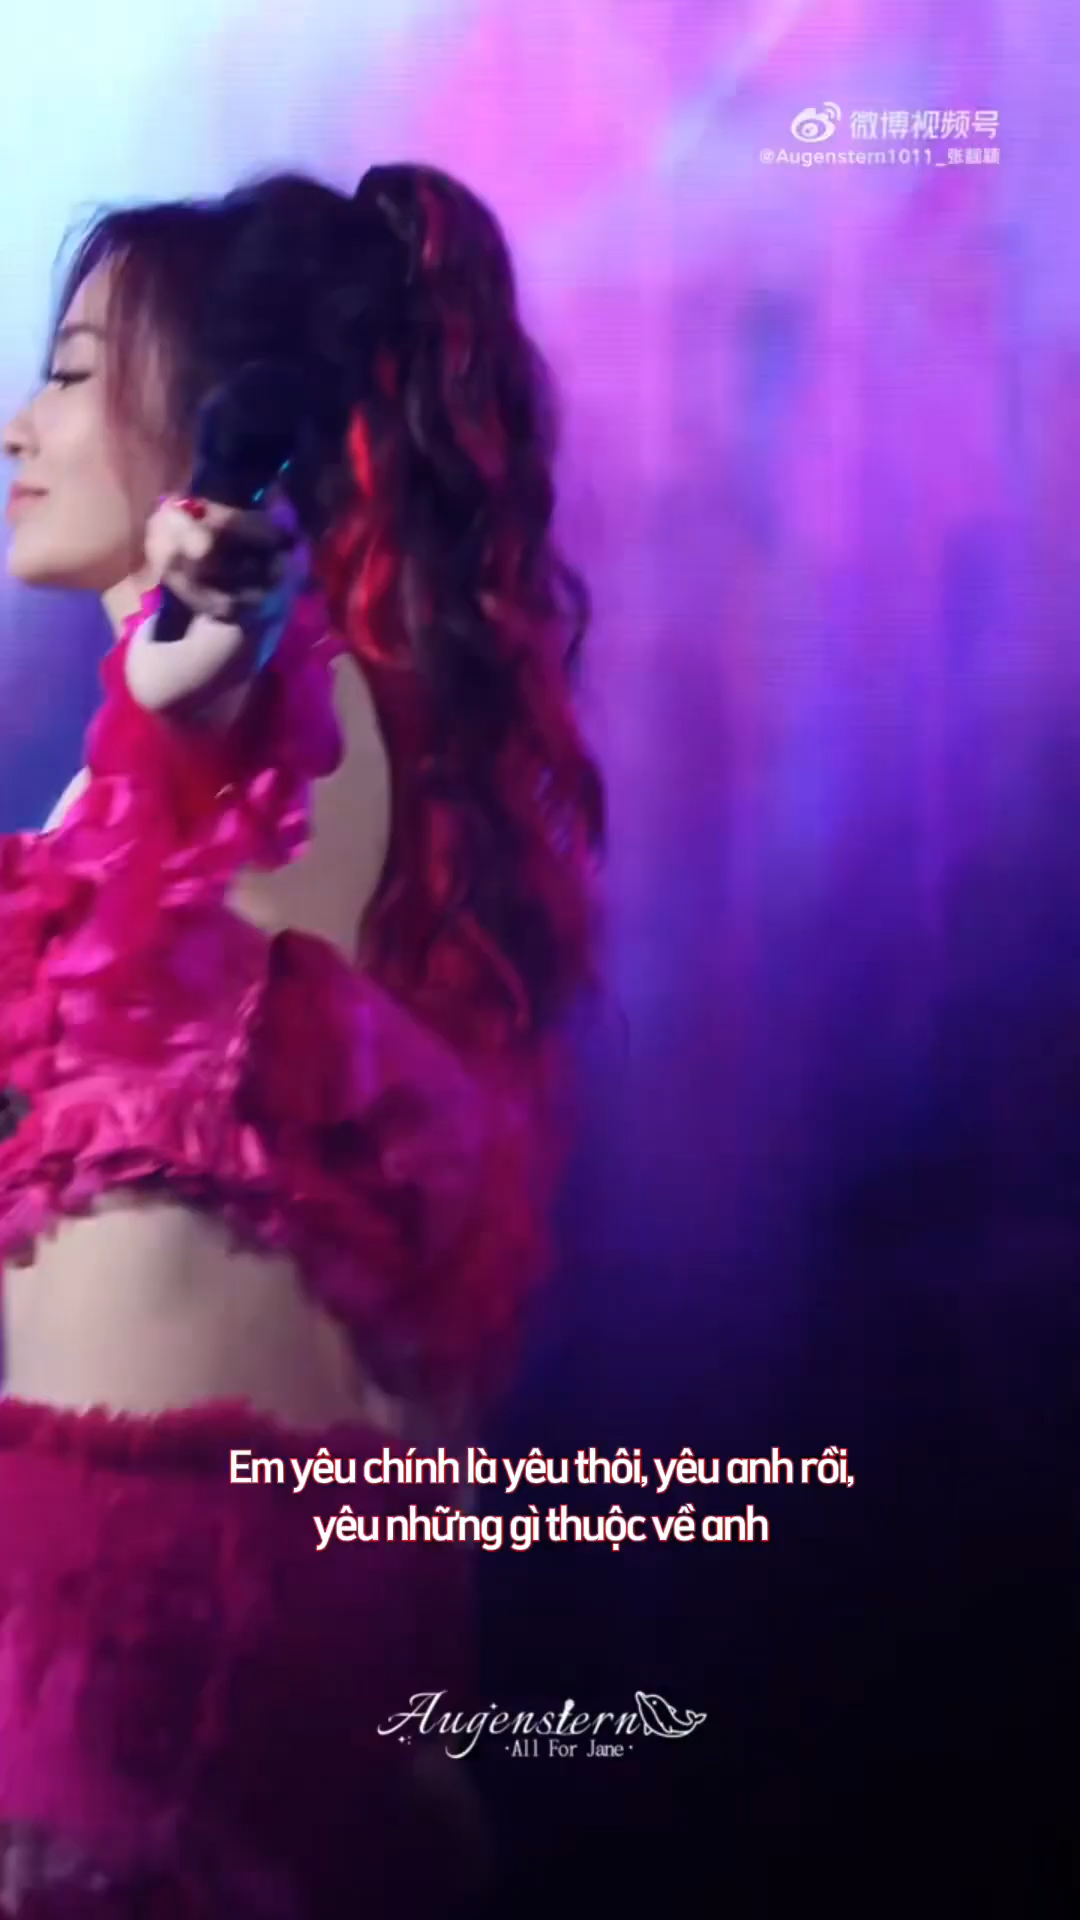 微博视频号
@Augenstern1011_张靓颖
Em yêu chính là yêu thôi, yêu anh rồi,
yêu những gì thuộc về anh
Augenstern
·All For Jane·